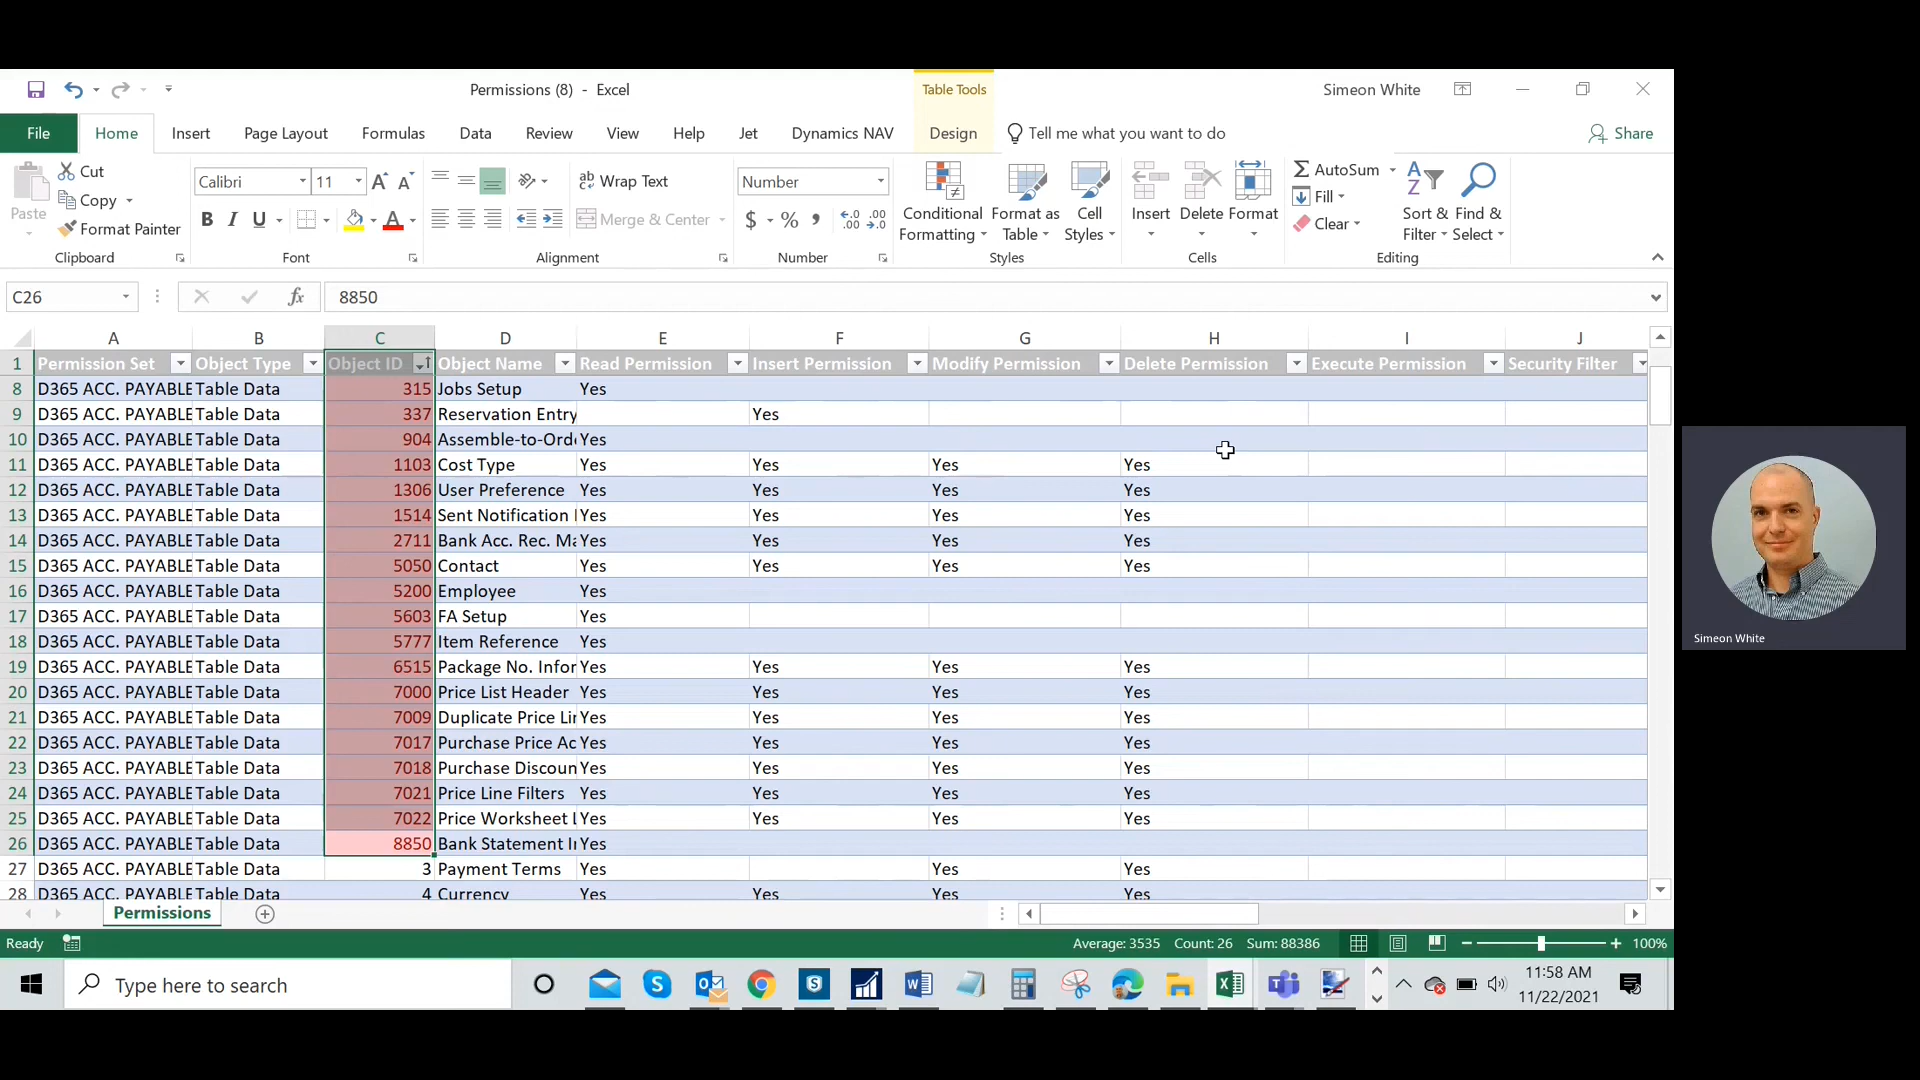 Permissions (8) - Excel
Table Tools
Simeon White
File Home Insert Page Layout Formulas Data Review View Help Jet Dynamics NAV Design Tell me what you want to do Share
Paste
Cut
Copy
Format Painter
Clipboard
Calibri 11
B I U
Font
Wrap Text
Merge & Center
Alignment
Number
$ % ,
Number
Conditional Formatting
Format as Table
Cell Styles
Styles
Insert
Delete
Format
Cells
AutoSum
Fill
Clear
Sort & Filter
Find & Select
Editing
C26 fx 8850
A B C D E F G H I J
1 Permission Set Object Type Object ID Object Name Read Permission Insert Permission Modify Permission Delete Permission Execute Permission Security Filter
8 D365 ACC. PAYABLE Table Data 315 Jobs Setup Yes
9 D365 ACC. PAYABLE Table Data 337 Reservation Entry Yes
10 D365 ACC. PAYABLE Table Data 904 Assemble-to-Orde Yes
11 D365 ACC. PAYABLE Table Data 1103 Cost Type Yes Yes Yes Yes
12 D365 ACC. PAYABLE Table Data 1306 User Preference Yes Yes Yes Yes
13 D365 ACC. PAYABLE Table Data 1514 Sent Notification Yes Yes Yes Yes
14 D365 ACC. PAYABLE Table Data 2711 Bank Acc. Rec. Ma Yes Yes Yes Yes
15 D365 ACC. PAYABLE Table Data 5050 Contact Yes Yes Yes Yes
16 D365 ACC. PAYABLE Table Data 5200 Employee Yes
17 D365 ACC. PAYABLE Table Data 5603 FA Setup Yes
18 D365 ACC. PAYABLE Table Data 5777 Item Reference Yes
19 D365 ACC. PAYABLE Table Data 6515 Package No. Infor Yes Yes Yes Yes
20 D365 ACC. PAYABLE Table Data 7000 Price List Header Yes Yes Yes Yes
21 D365 ACC. PAYABLE Table Data 7009 Duplicate Price Lin Yes Yes Yes Yes
22 D365 ACC. PAYABLE Table Data 7017 Purchase Price Ac Yes Yes Yes Yes
23 D365 ACC. PAYABLE Table Data 7018 Purchase Discoun Yes Yes Yes Yes
24 D365 ACC. PAYABLE Table Data 7021 Price Line Filters Yes Yes Yes Yes
25 D365 ACC. PAYABLE Table Data 7022 Price Worksheet L Yes Yes Yes Yes
26 D365 ACC. PAYABLE Table Data 8850 Bank Statement In Yes
27 D365 ACC. PAYABLE Table Data 3 Payment Terms Yes Yes Yes
28 D365 ACC. PAYABLE Table Data 4 Currency Yes Yes Yes Yes
Permissions
Ready Average: 3535 Count: 26 Sum: 88386 100%
Type here to search
11:58 AM
11/22/2021
Simeon White